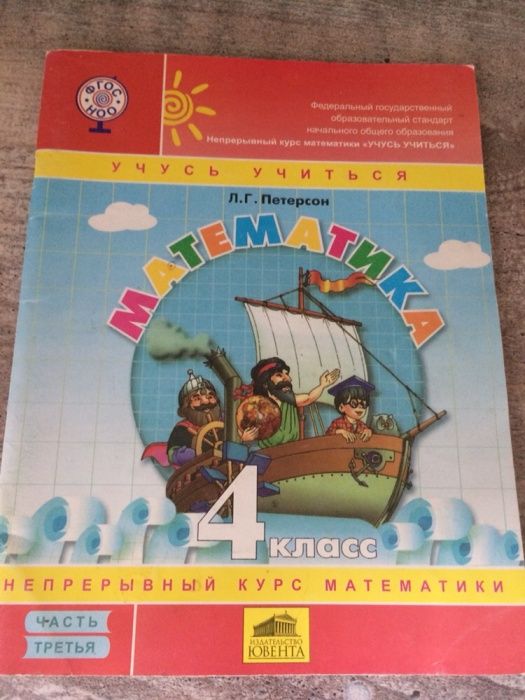 ФГОС
НОО
Федеральный государственный
образовательный стандарт
начального общего образования
Непрерывный курс математики «УЧУСЬ УЧИТЬСЯ»
УЧУСЬ УЧИТЬСЯ
Л.Г. Петерсон
МАТЕМАТИКА
4 класс
НЕПРЕРЫВНЫЙ КУРС МАТЕМАТИКИ
ЧАСТЬ
ТРЕТЬЯ
ИЗДАТЕЛЬСТВО
ЮВЕНТА